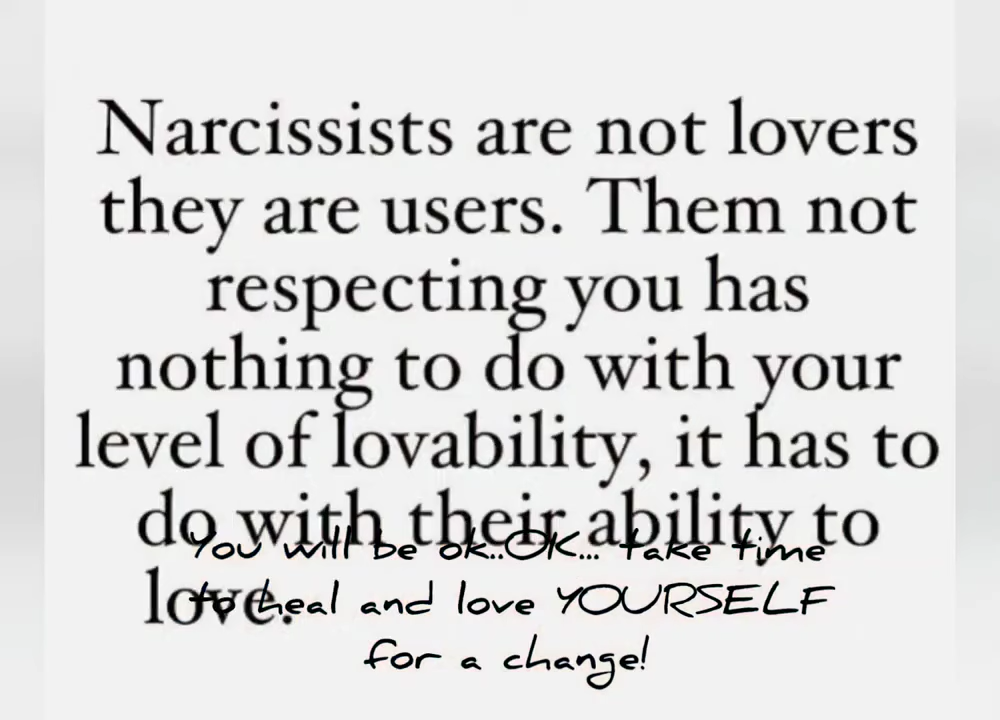 Narcissists are not lovers
they are users. Them not
respecting you has
nothing to do with your
level of lovability, it has to
do with their ability to
love.
You will be ok..OK... take time
to heal and love YOURSELF
for a change!